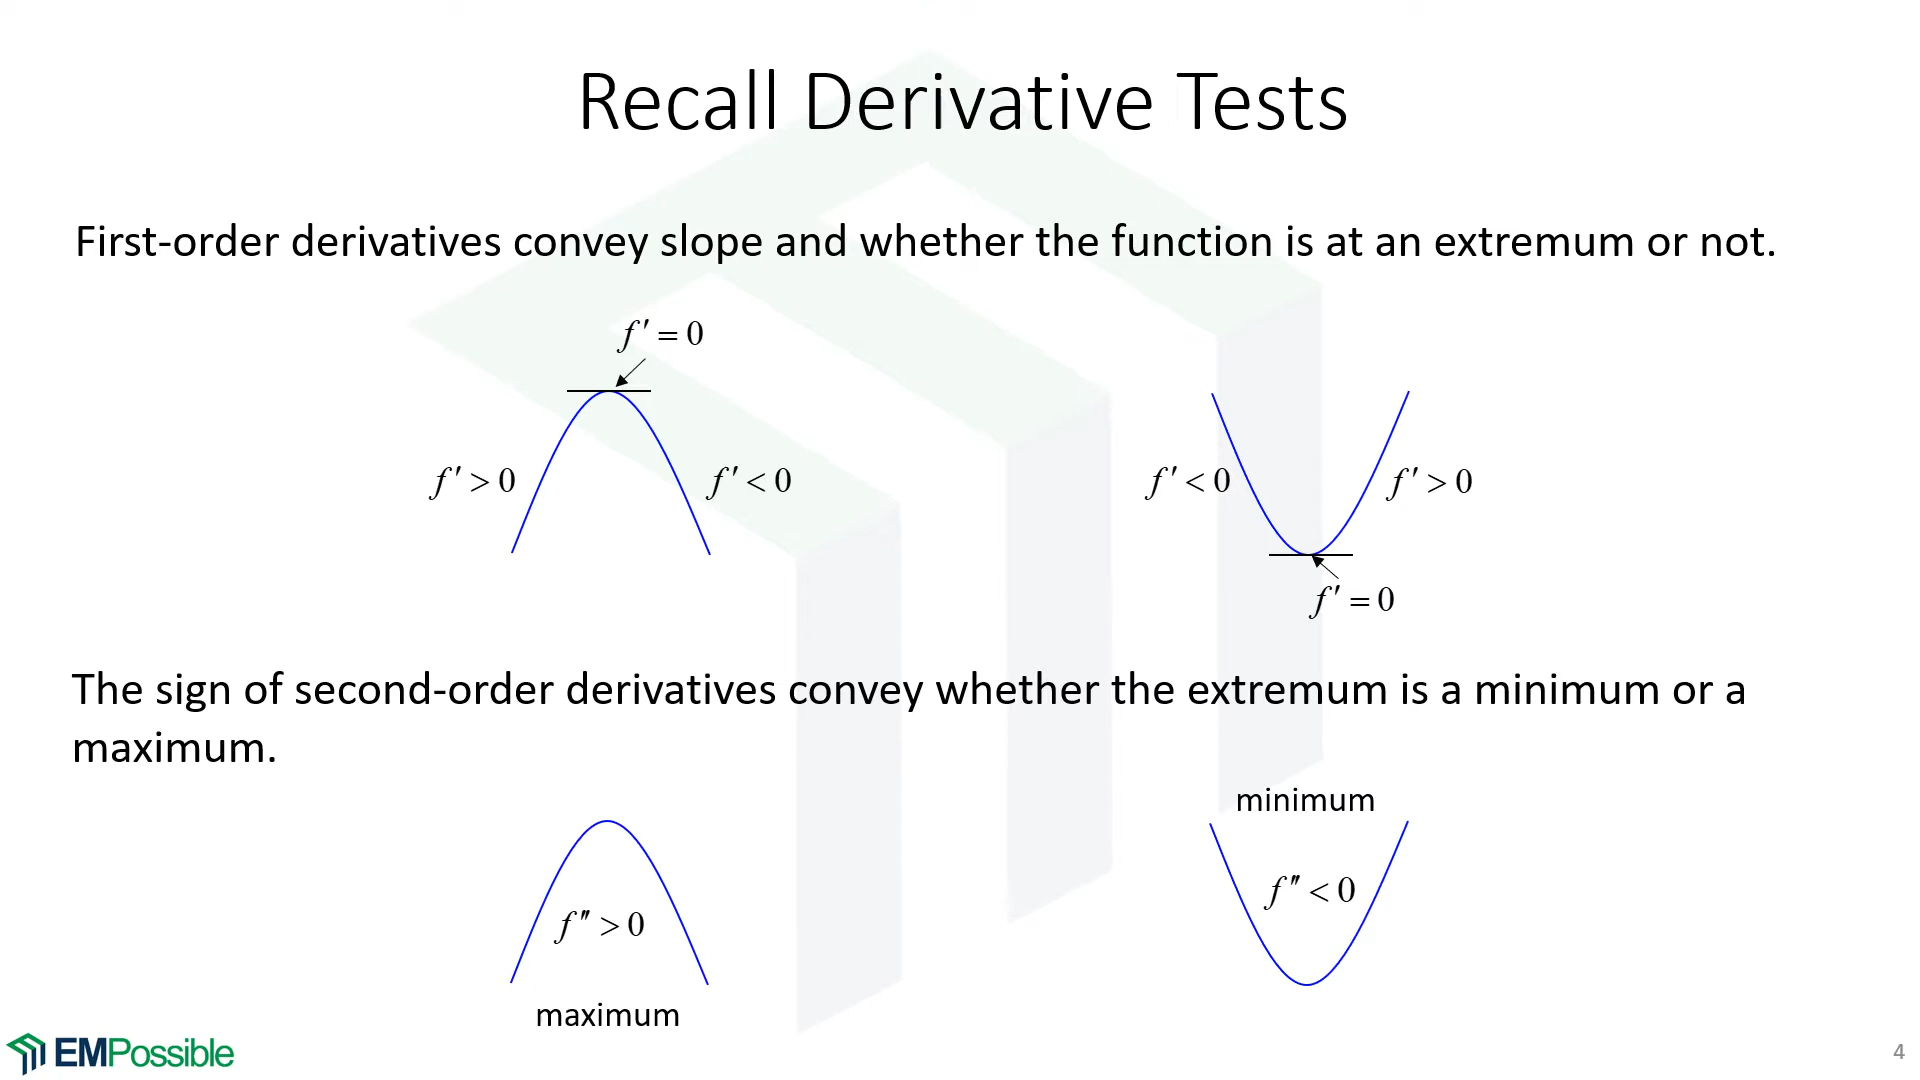 Recall Derivative Tests
First-order derivatives convey slope and whether the function is at an extremum or not.
f′ = 0
f′ > 0
f′ < 0
f′ < 0
f′ > 0
f′ = 0
The sign of second-order derivatives convey whether the extremum is a minimum or a
maximum.
f″ > 0
maximum
minimum
f″ < 0
EMPossible
4